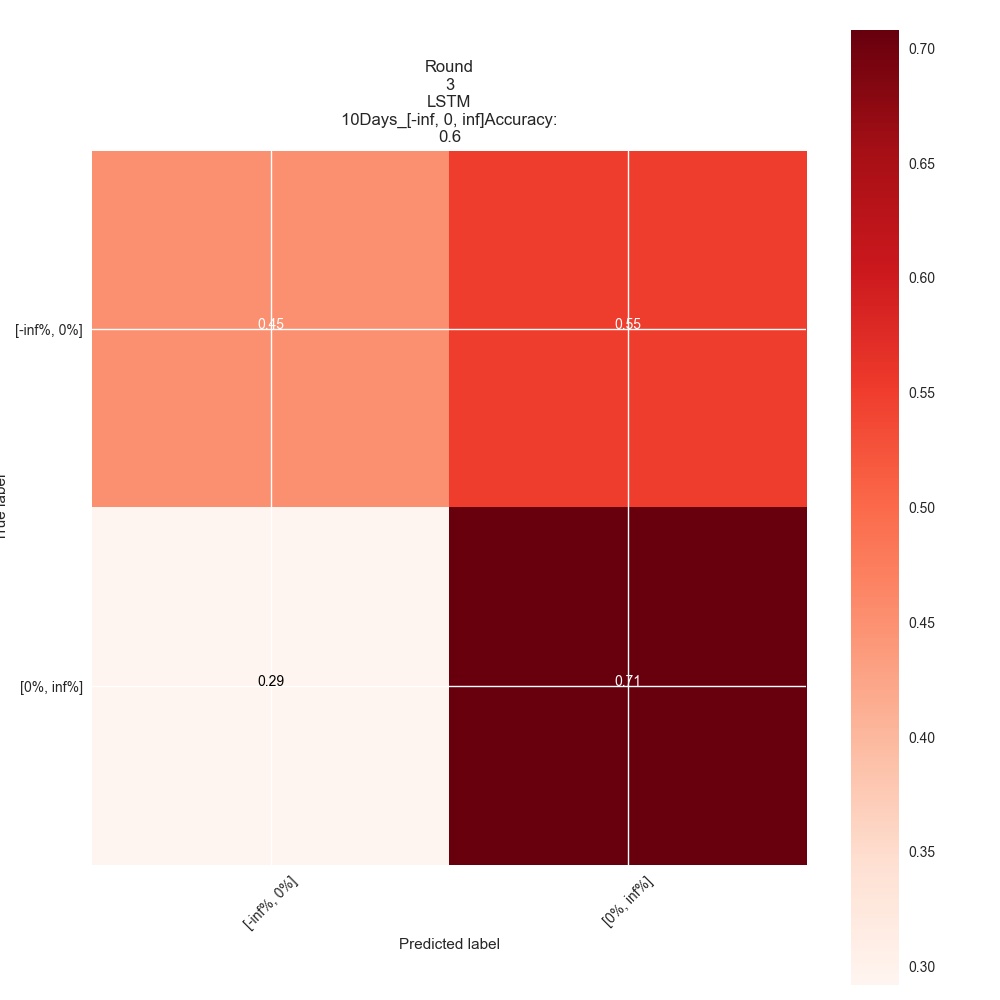 Round
3
LSTM
10Days_[-inf, 0, inf]Accuracy:
0.6
0.70
0.65
0.60
0.55
0.50
0.45
0.40
0.35
0.30
[-inf%, 0%]
0.45
0.55
[0%, inf%]
0.29
0.71
[-inf%, 0%]
[0%, inf%]
Predicted label
True label